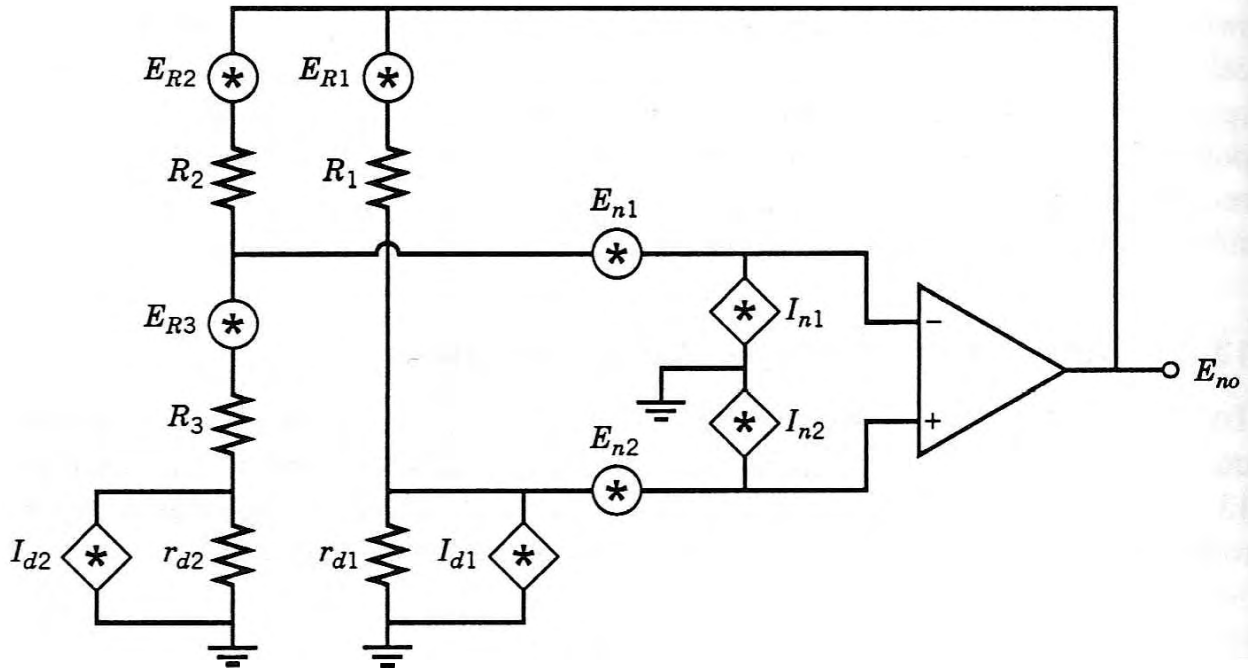 E_{R2}
E_{R1}
R_2
R_1
E_{n1}
I_{n1}
E_{R3}
−
E_{no}
R_3
I_{n2}
+
E_{n2}
I_{d2}
r_{d2}
r_{d1}
I_{d1}